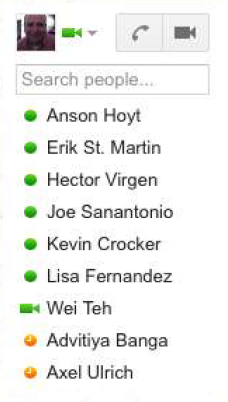 Search people...
Anson Hoyt
Erik St. Martin
Hector Virgen
Joe Sanantonio
Kevin Crocker
Lisa Fernandez
Wei Teh
Advitiya Banga
Axel Ulrich